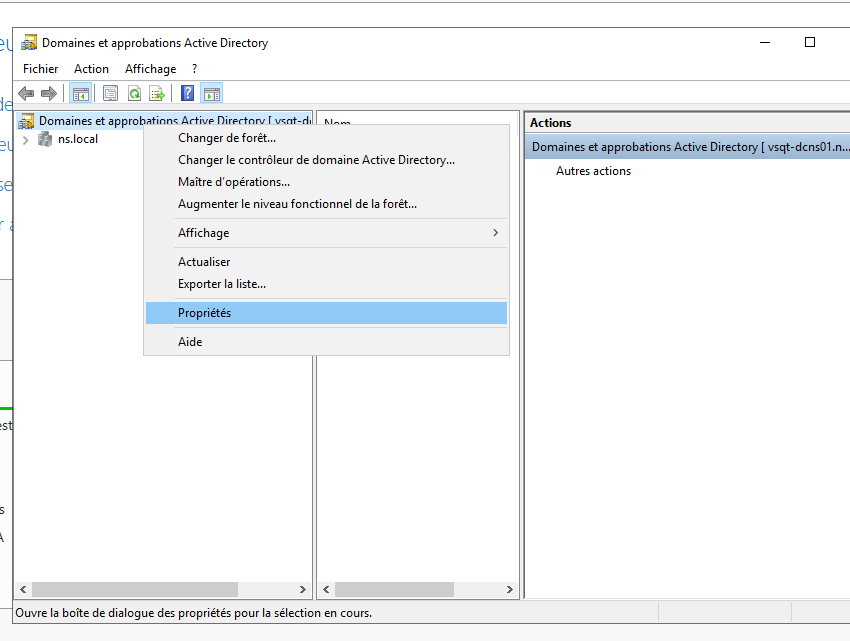 Domaines et approbations Active Directory
Fichier Action Affichage ?
Domaines et approbations Active Directory [ vsqt-d
ns.local
Nom
Changer de forêt...
Changer le contrôleur de domaine Active Directory...
Maître d'opérations...
Augmenter le niveau fonctionnel de la forêt...
Affichage
Actualiser
Exporter la liste...
Propriétés
Aide
Actions
Domaines et approbations Active Directory [ vsqt-dcns01.n...
Autres actions
Ouvre la boîte de dialogue des propriétés pour la sélection en cours.